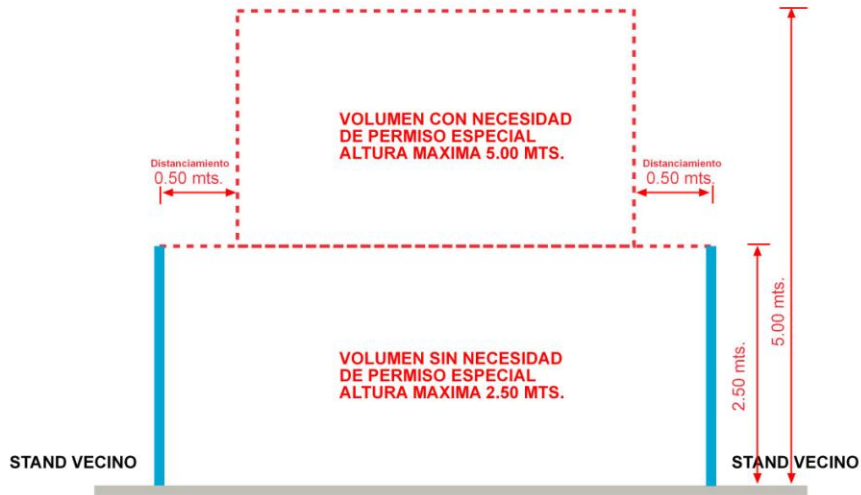 VOLUMEN CON NECESIDAD
DE PERMISO ESPECIAL
ALTURA MAXIMA 5.00 MTS.
Distanciamiento
0.50 mts.
Distanciamiento
0.50 mts.
5.00 mts.
2.50 mts.
VOLUMEN SIN NECESIDAD
DE PERMISO ESPECIAL
ALTURA MAXIMA 2.50 MTS.
STAND VECINO
STAND VECINO